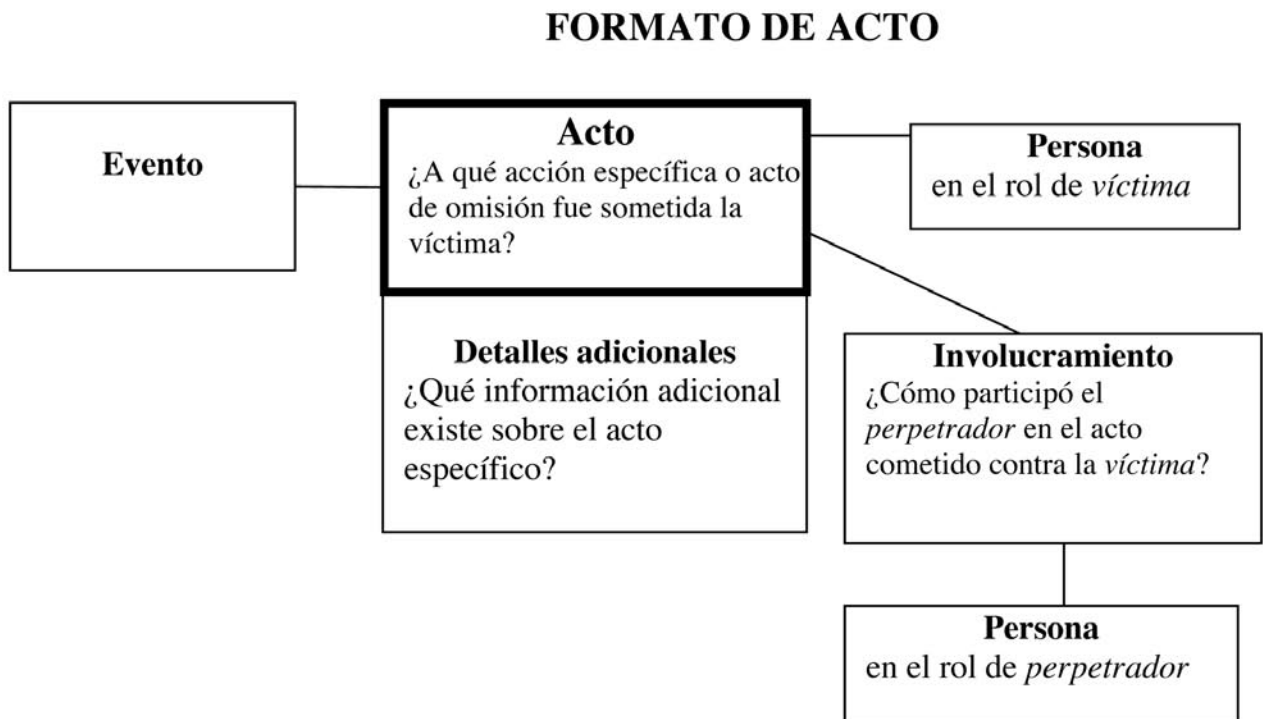 FORMATO DE ACTO
Evento
Acto
¿A qué acción específica o acto
de omisión fue sometida la
víctima?
Persona
en el rol de víctima
Detalles adicionales
¿Qué información adicional
existe sobre el acto
específico?
Involucramiento
¿Cómo participó el
perpetrador en el acto
cometido contra la víctima?
Persona
en el rol de perpetrador